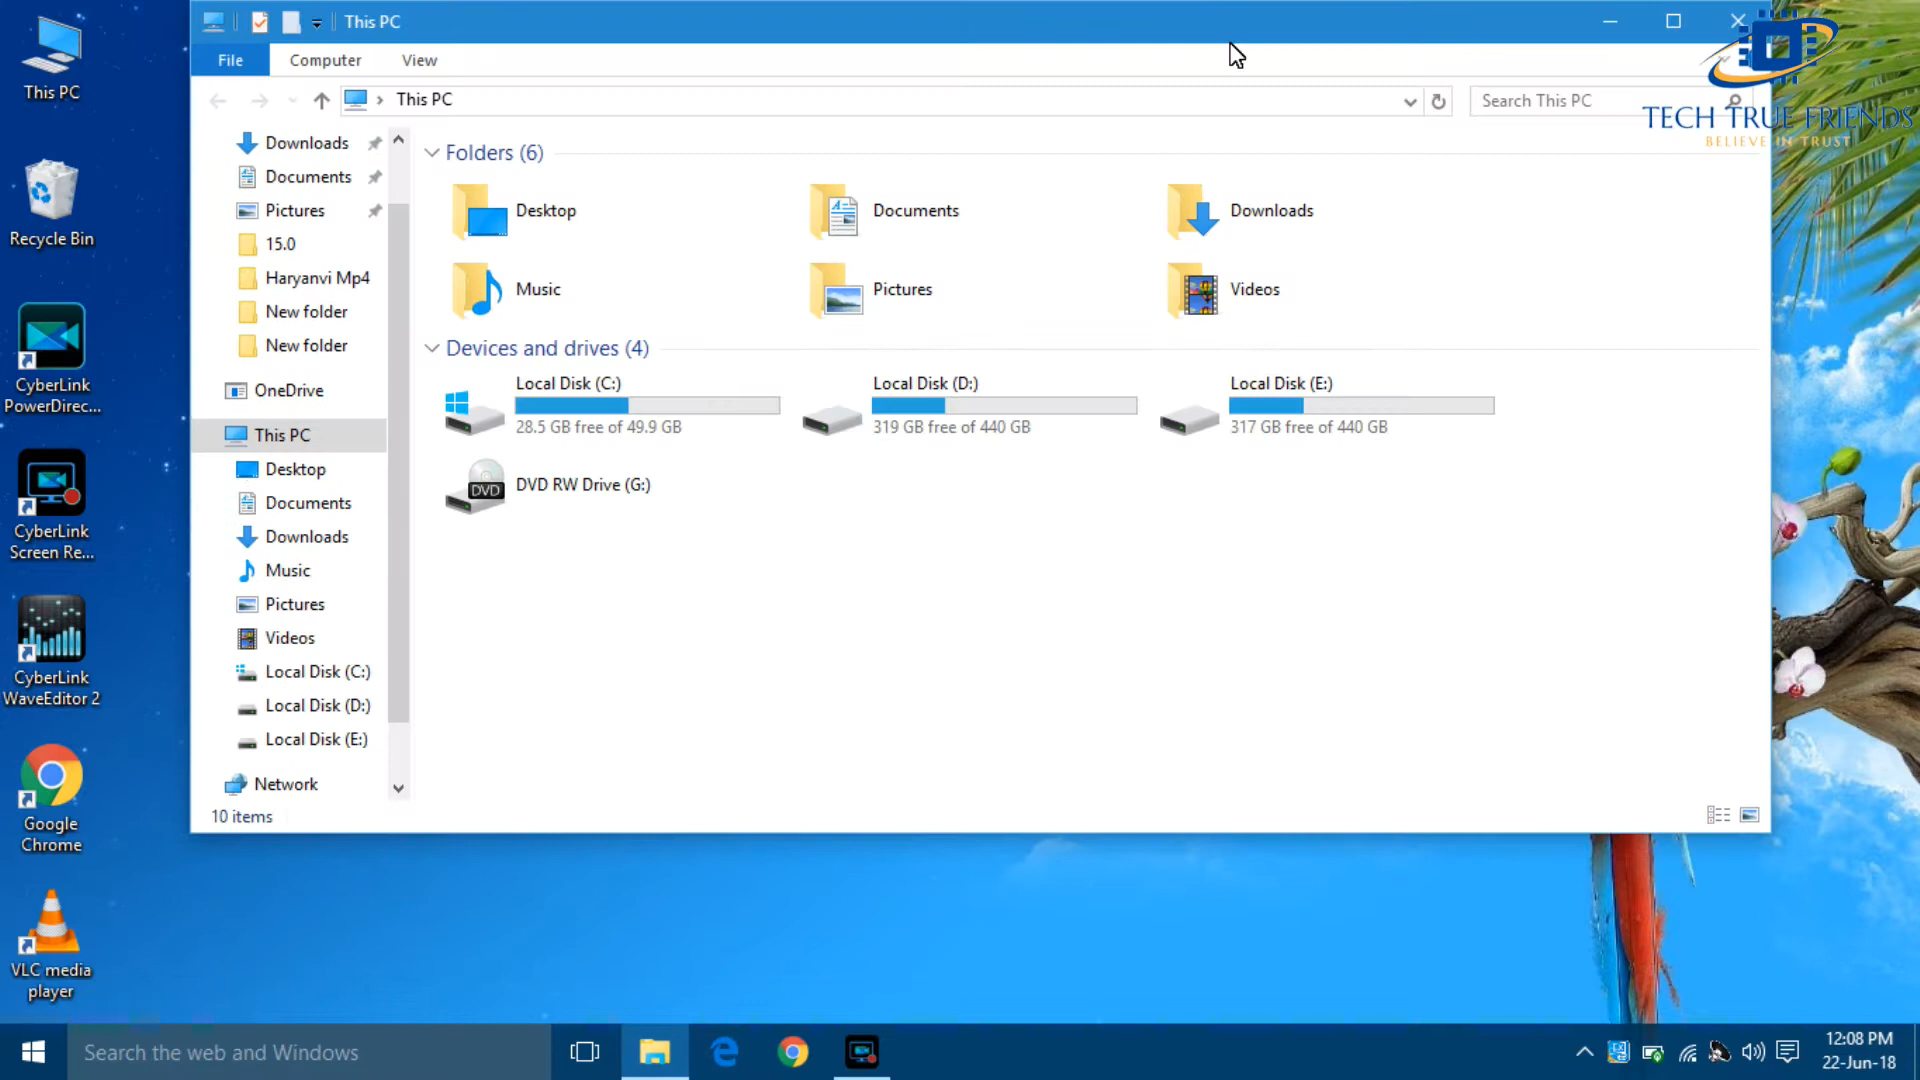 This PC
File
Computer
View
This PC
Search This PC
TECH TRUE FRIENDS
BELIEVE IN TRUST
Downloads
Documents
Pictures
15.0
Haryanvi Mp4
New folder
New folder
OneDrive
This PC
Desktop
Documents
Downloads
Music
Pictures
Videos
Local Disk (C:)
Local Disk (D:)
Local Disk (E:)
Network
10 items
Folders (6)
Desktop
Documents
Downloads
Music
Pictures
Videos
Devices and drives (4)
Local Disk (C:)
28.5 GB free of 49.9 GB
Local Disk (D:)
319 GB free of 440 GB
Local Disk (E:)
317 GB free of 440 GB
DVD
DVD RW Drive (G:)
This PC
Recycle Bin
CyberLink
PowerDirec...
CyberLink
Screen Re...
CyberLink
WaveEditor 2
Google
Chrome
VLC media
player
Search the web and Windows
12:08 PM
22-Jun-18